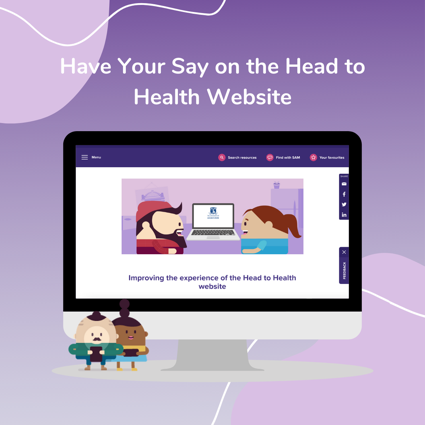 Have Your Say on the Head to
Health Website
Menu
Search resources
Find with SAM
Your favourites
Improving the experience of the Head to Health
website
FEEDBACK